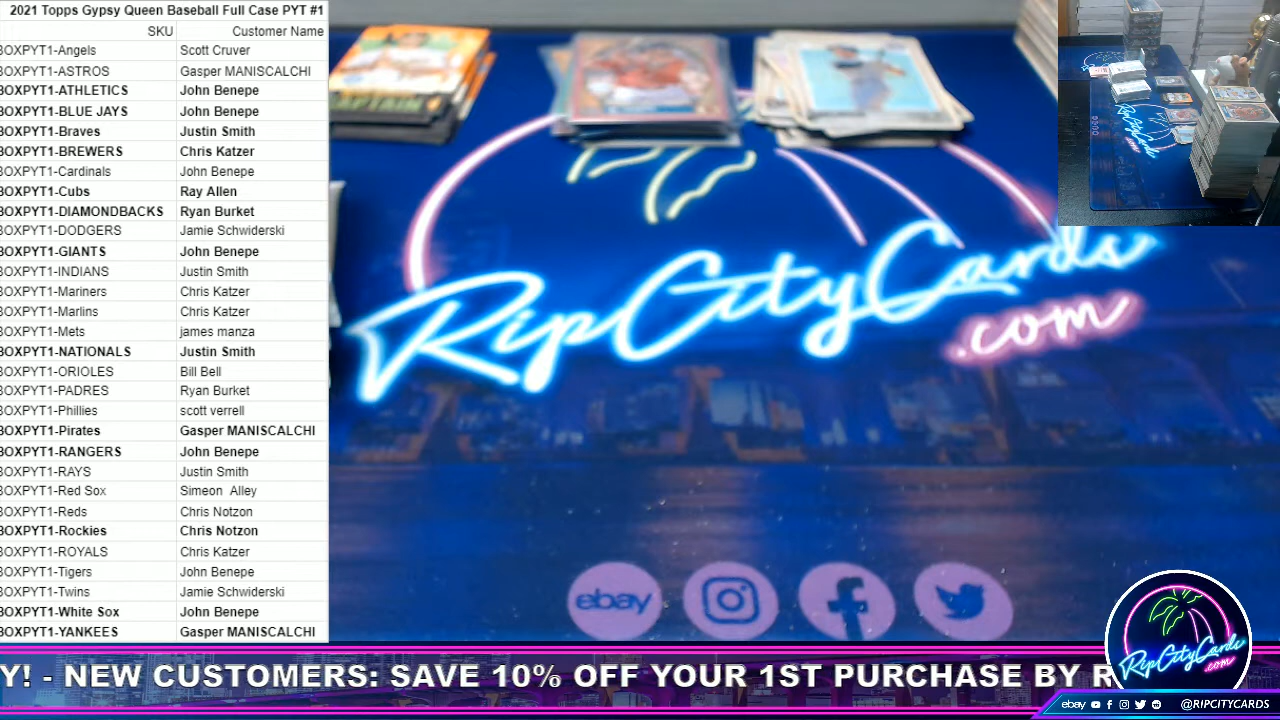 2021 Topps Gypsy Queen Baseball Full Case PYT #1
SKU Customer Name
BOXPYT1-Angels Scott Cruver
BOXPYT1-ASTROS Gasper MANISCALCHI
BOXPYT1-ATHLETICS John Benepe
BOXPYT1-BLUE JAYS John Benepe
BOXPYT1-Braves Justin Smith
BOXPYT1-BREWERS Chris Katzer
BOXPYT1-Cardinals John Benepe
BOXPYT1-Cubs Ray Allen
BOXPYT1-DIAMONDBACKS Ryan Burket
BOXPYT1-DODGERS Jamie Schwiderski
BOXPYT1-GIANTS John Benepe
BOXPYT1-INDIANS Justin Smith
BOXPYT1-Mariners Chris Katzer
BOXPYT1-Marlins Chris Katzer
BOXPYT1-Mets james manza
BOXPYT1-NATIONALS Justin Smith
BOXPYT1-ORIOLES Bill Bell
BOXPYT1-PADRES Ryan Burket
BOXPYT1-Phillies scott verrell
BOXPYT1-Pirates Gasper MANISCALCHI
BOXPYT1-RANGERS John Benepe
BOXPYT1-RAYS Justin Smith
BOXPYT1-Red Sox Simeon Alley
BOXPYT1-Reds Chris Notzon
BOXPYT1-Rockies Chris Notzon
BOXPYT1-ROYALS Chris Katzer
BOXPYT1-Tigers John Benepe
BOXPYT1-Twins Jamie Schwiderski
BOXPYT1-White Sox John Benepe
BOXPYT1-YANKEES Gasper MANISCALCHI
RipCityCards
.com
ebay
Y! - NEW CUSTOMERS: SAVE 10% OFF YOUR 1ST PURCHASE BY R
RipCityCards
.com
ebay @RIPCITYCARDS